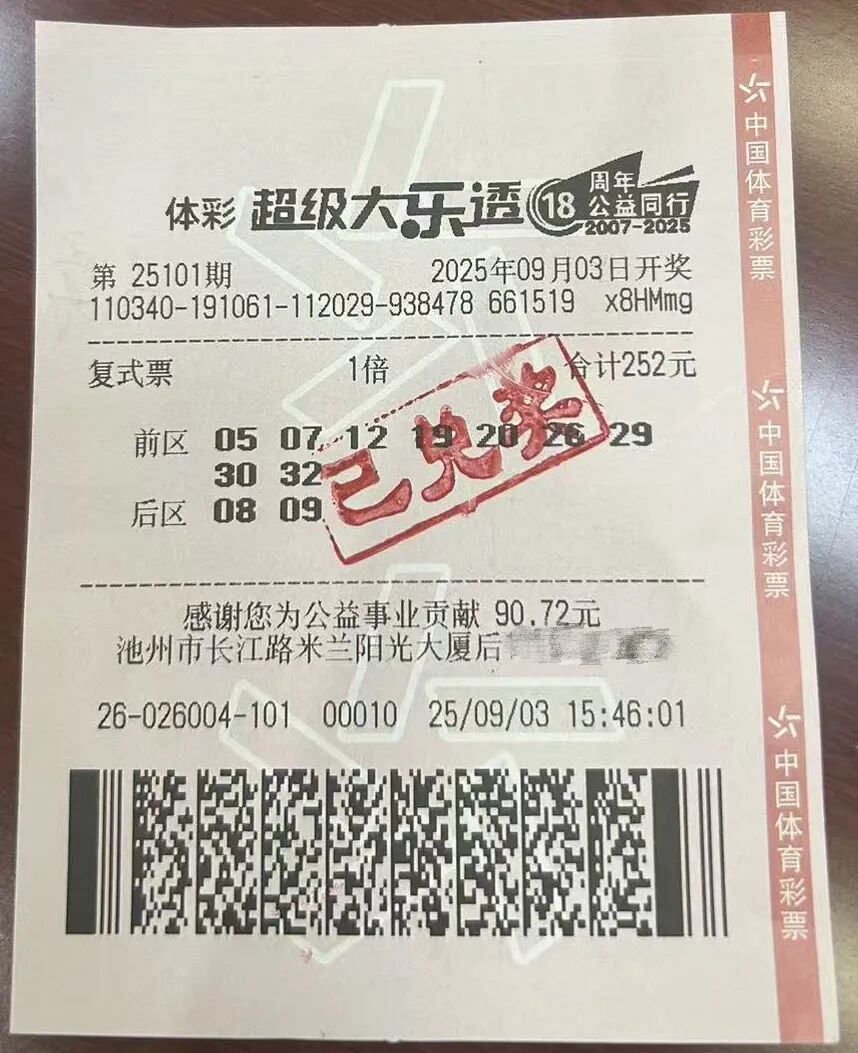 体彩 超级大乐透 18 周年 公益同行 2007-2025
第 25101期 2025年09月03日开奖
110340-191061-112029-938478 661519 x8HMmg
复式票 1倍 合计252元
前区 05 07 12 19 20 26 29
30 32
后区 08 09
已兑奖
感谢您为公益事业贡献 90.72元
池州市长江路米兰阳光大厦后
26-026004-101 00010 25/09/03 15:46:01
中国体育彩票
中国体育彩票
中国体育彩票